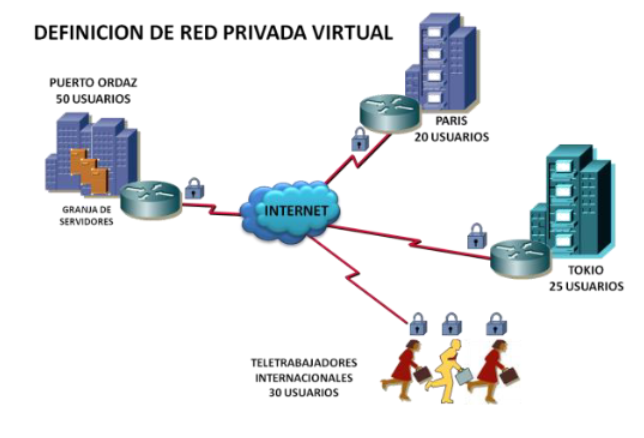 DEFINICION DE RED PRIVADA VIRTUAL
PUERTO ORDAZ
50 USUARIOS
PARIS
20 USUARIOS
GRANJA DE
SERVIDORES
INTERNET
TOKIO
25 USUARIOS
TELETRABAJADORES
INTERNACIONALES
30 USUARIOS